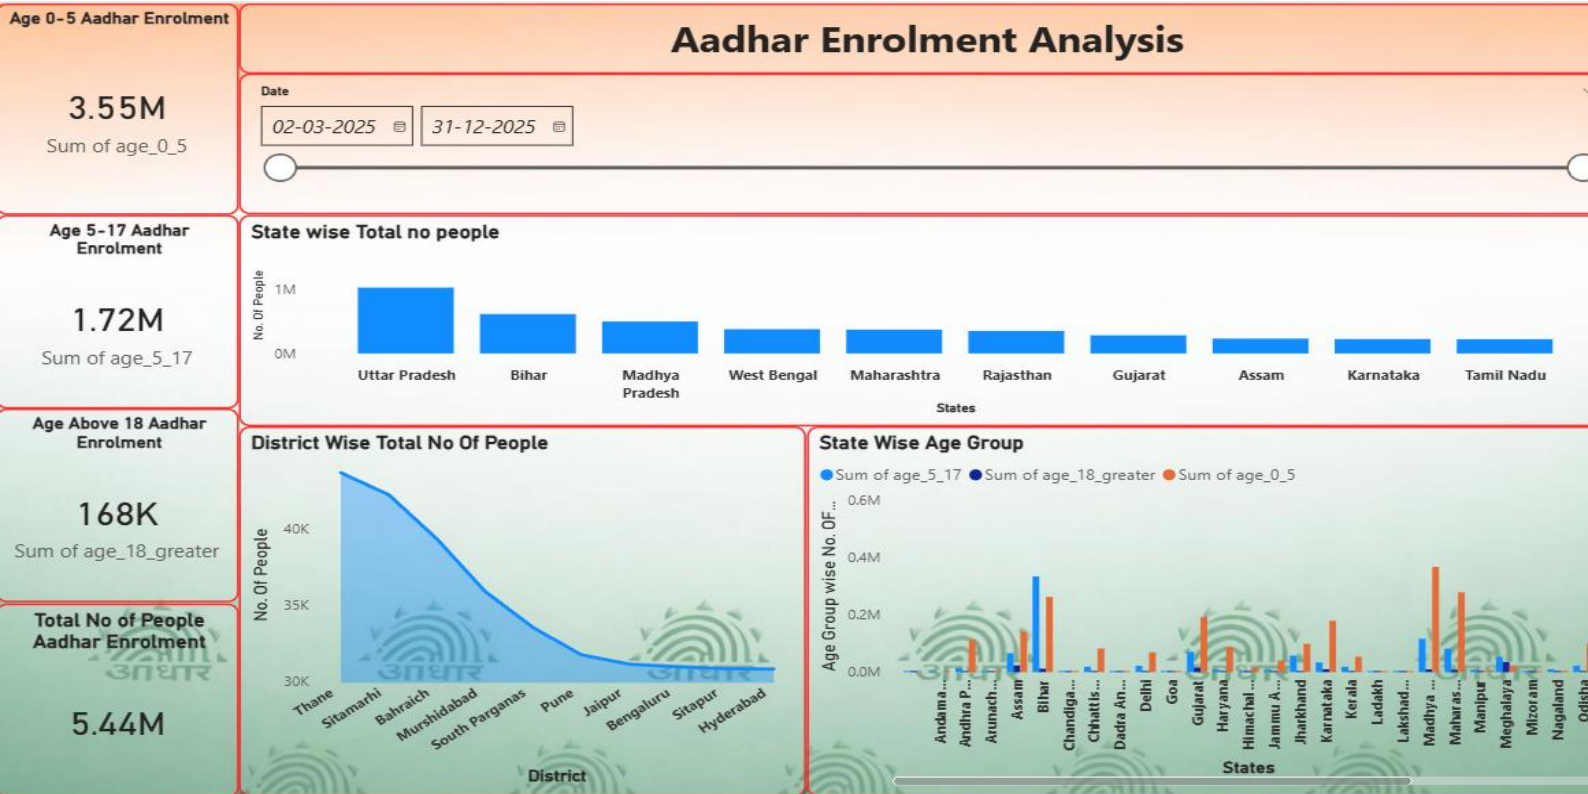 Age 0-5 Aadhar Enrolment
3.55M
Sum of age_0_5
Aadhar Enrolment Analysis
Date
02-03-2025
31-12-2025
Age 5-17 Aadhar
Enrolment
1.72M
Sum of age_5_17
State wise Total no people
No. Of People
1M
0M
Uttar Pradesh
Bihar
Madhya
Pradesh
West Bengal
Maharashtra
Rajasthan
Gujarat
Assam
Karnataka
Tamil Nadu
States
Age Above 18 Aadhar
Enrolment
168K
Sum of age_18_greater
Total No of People
Aadhar Enrolment
5.44M
District Wise Total No Of People
No. Of People
40K
35K
30K
Thane
Sitamarhi
Bahraich
Murshidabad
South Parganas
Pune
Jaipur
Bengaluru
Sitapur
Hyderabad
District
State Wise Age Group
Sum of age_5_17
Sum of age_18_greater
Sum of age_0_5
Age Group wise No. OF...
0.6M
0.4M
0.2M
0.0M
Andama...
Andhra P...
Arunach...
Assam
Bihar
Chandiga...
Chhattis...
Dadra An...
Delhi
Goa
Gujarat
Haryana
Himachal ...
Jammu A...
Jharkhand
Karnataka
Kerala
Ladakh
Lakshad...
Madhya ...
Maharas...
Manipur
Meghalaya
Mizoram
Nagaland
Odisha
States
आधार
आधार
आधार
आधार
आधार